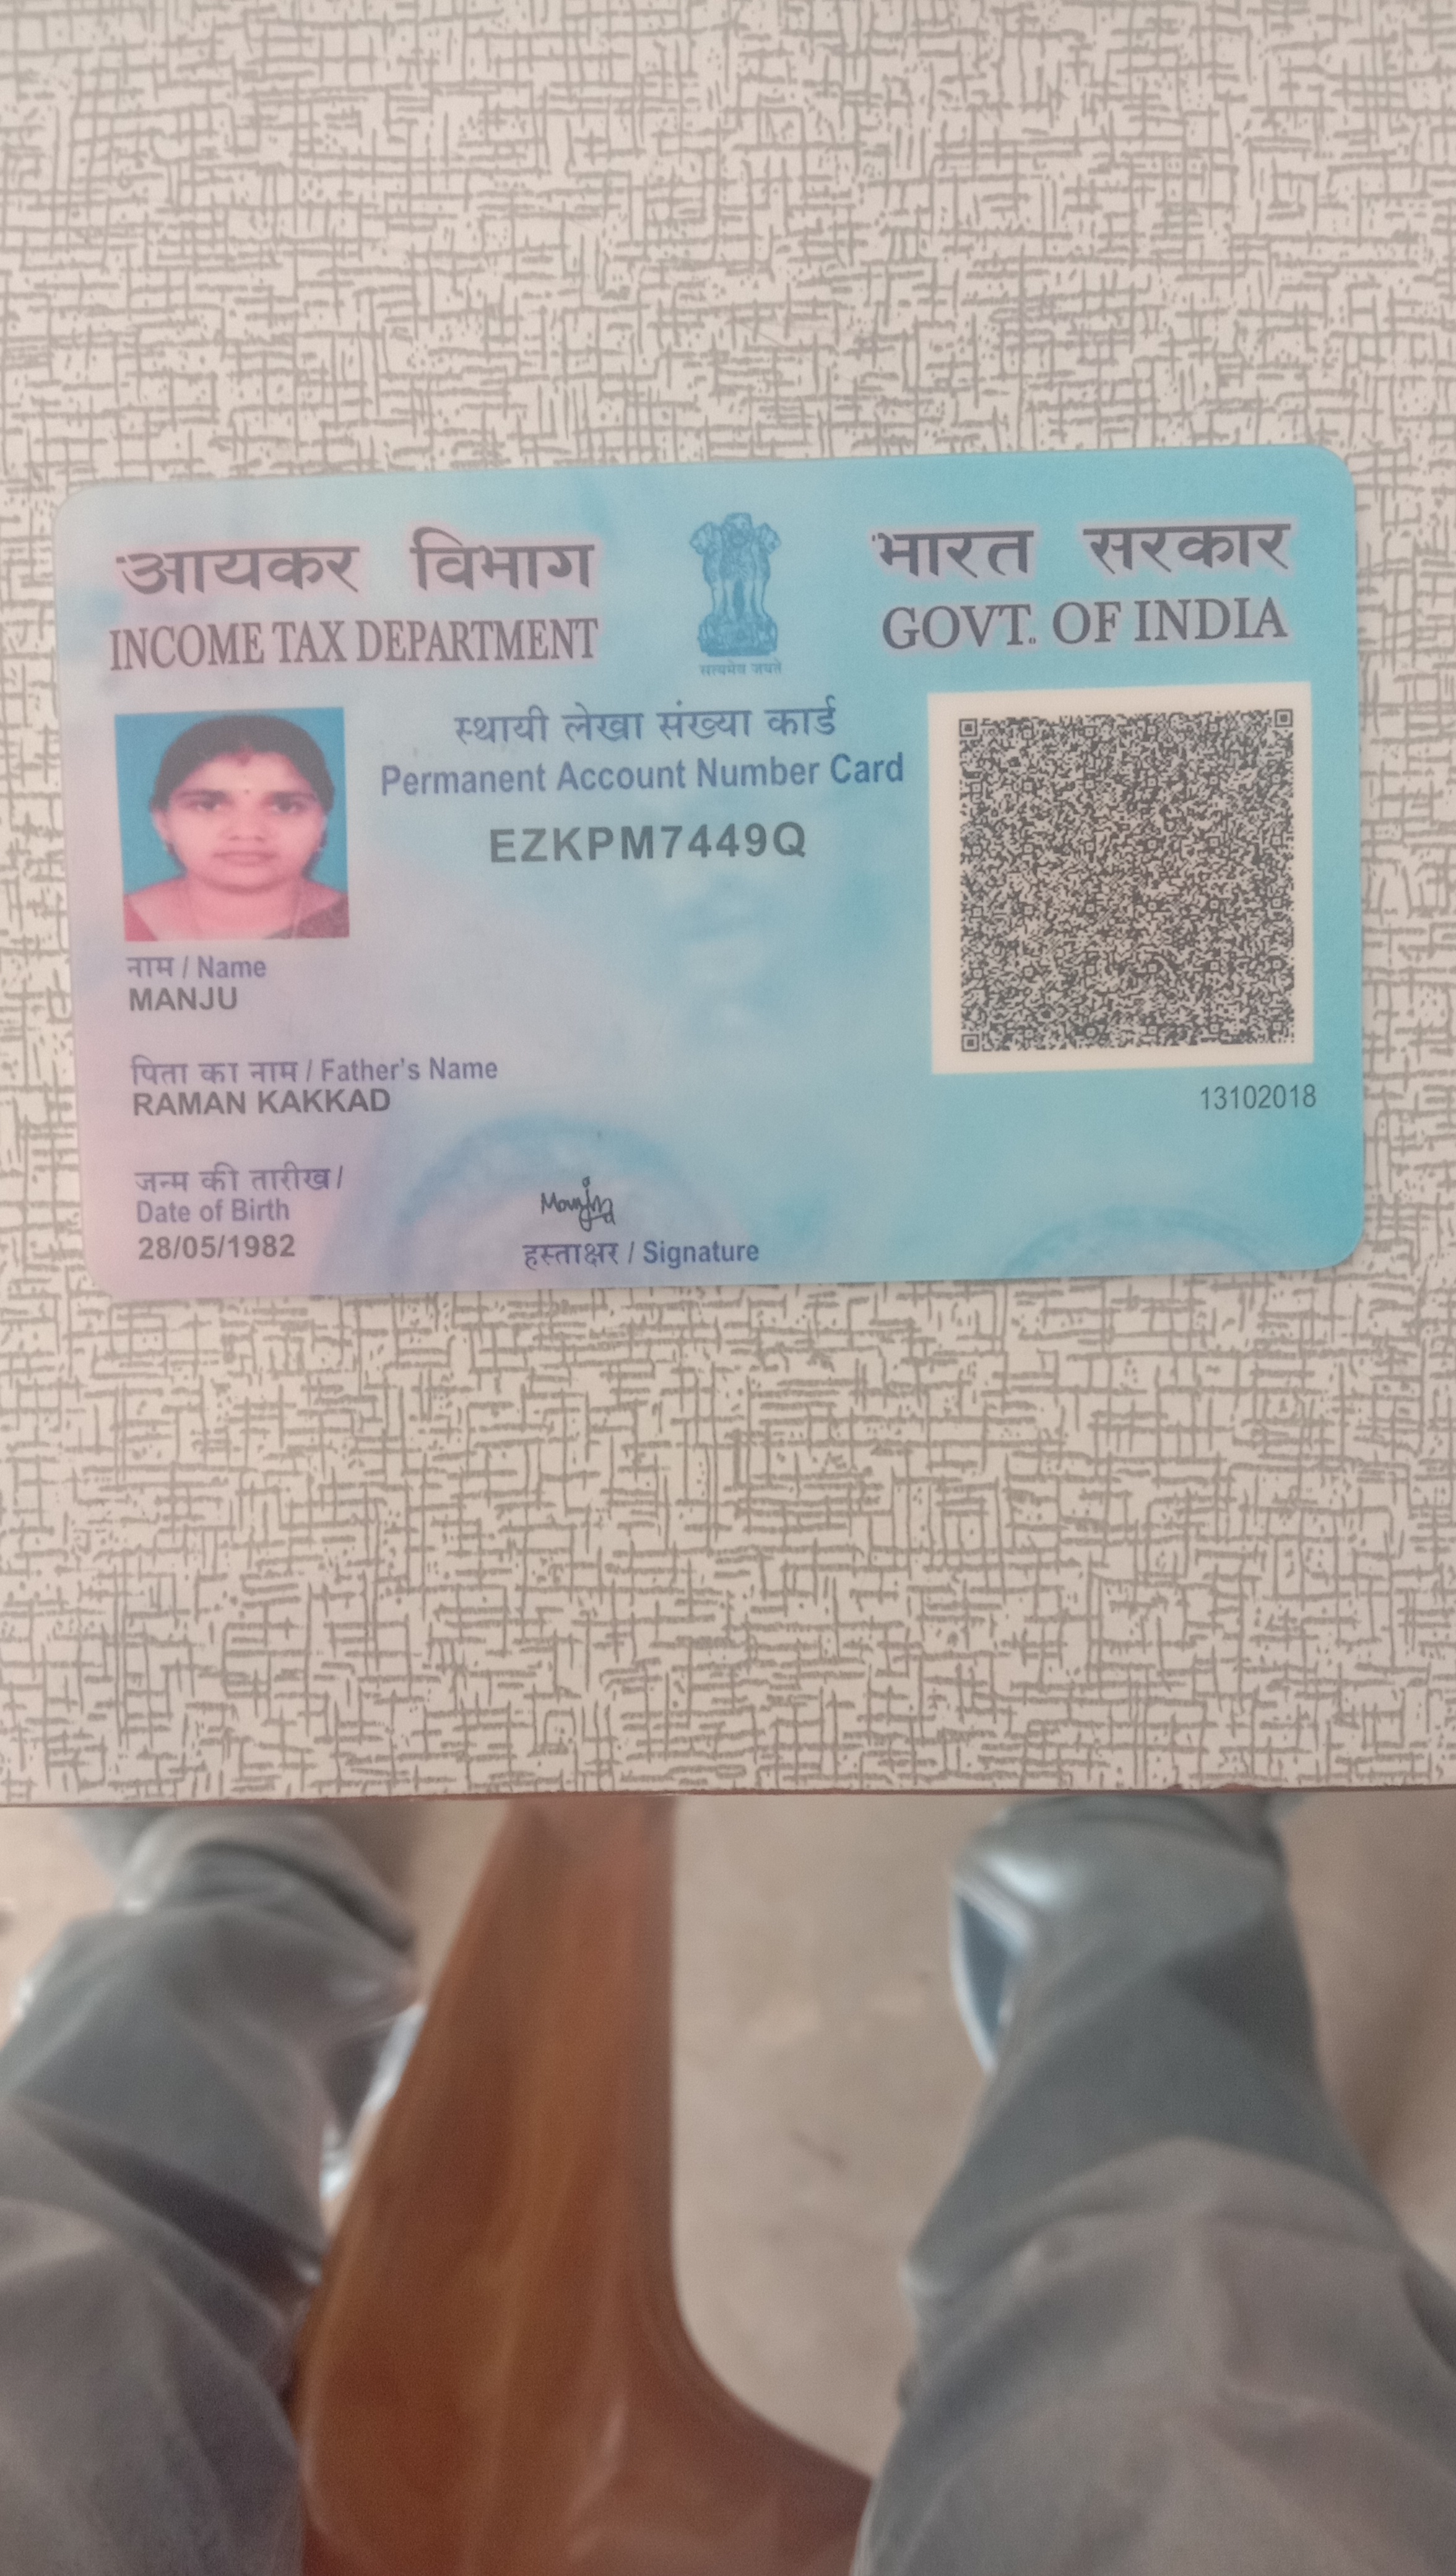 आयकर विभाग
INCOME TAX DEPARTMENT
सत्यमेव जयते
भारत सरकार
GOVT. OF INDIA
स्थायी लेखा संख्या कार्ड
Permanent Account Number Card
EZKPM7449Q
नाम / Name
MANJU
पिता का नाम / Father's Name
RAMAN KAKKAD
13102018
जन्म की तारीख /
Date of Birth
28/05/1982
Manju
हस्ताक्षर / Signature